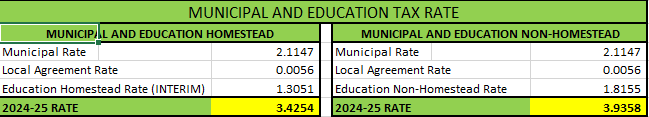 MUNICIPAL AND EDUCATION TAX RATE
MUNICIPAL AND EDUCATION HOMESTEAD
Municipal Rate 2.1147
Local Agreement Rate 0.0056
Education Homestead Rate (INTERIM) 1.3051
2024-25 RATE 3.4254
MUNICIPAL AND EDUCATION NON-HOMESTEAD
Municipal Rate 2.1147
Local Agreement Rate 0.0056
Education Non-Homestead Rate 1.8155
2024-25 RATE 3.9358